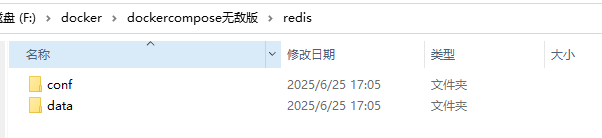 盘 (F:) > docker > dockercompose无敌版 > redis
名称 修改日期 类型 大小
conf 2025/6/25 17:05 文件夹
data 2025/6/25 17:05 文件夹